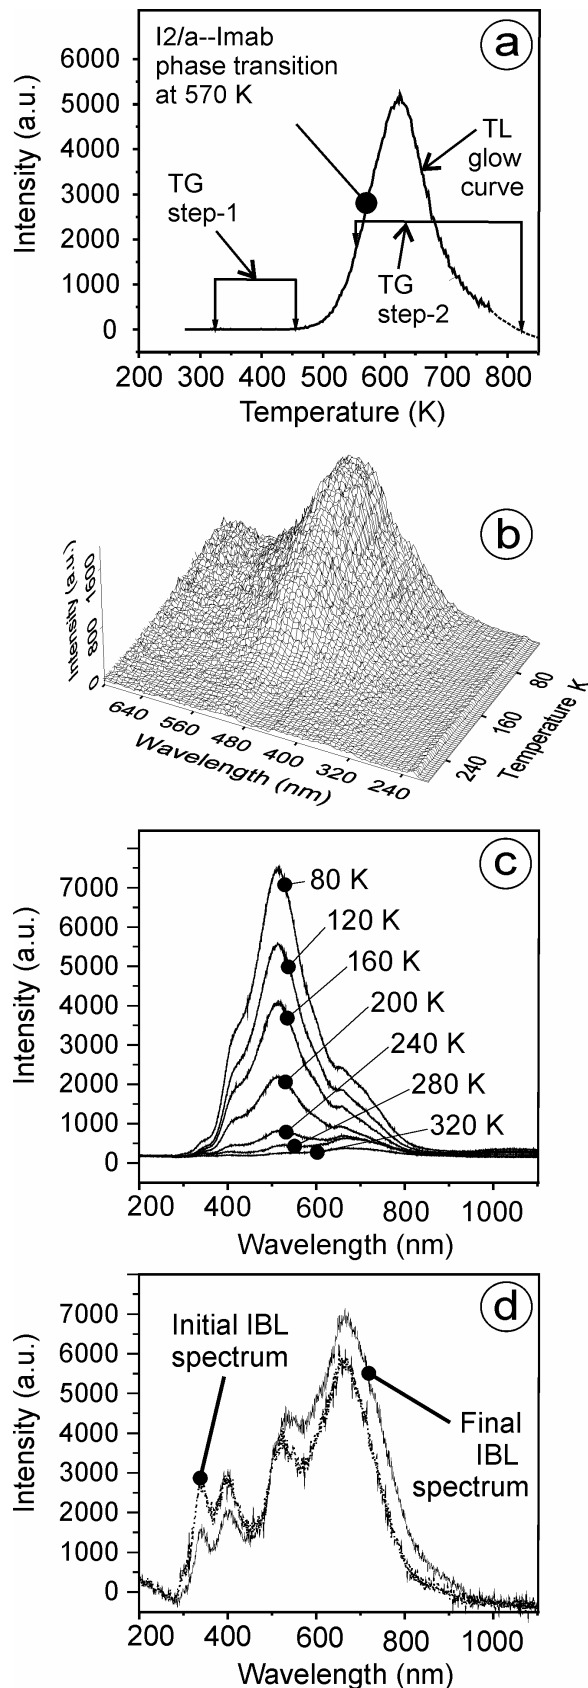 a
I2/a--Imab
phase transition
at 570 K
TL
glow
curve
TG
step-1
TG
step-2
Intensity (a.u.)
6000
5000
4000
3000
2000
1000
0
200 300 400 500 600 700 800
Temperature (K)
b
Intensity (a.u.)
1600
800
0
640 560 480 400 320 240
Wavelength (nm)
80
160
240
Temperature K
c
80 K
120 K
160 K
200 K
240 K
280 K
320 K
Intensity (a.u.)
7000
6000
5000
4000
3000
2000
1000
0
200 400 600 800 1000
Wavelength (nm)
d
Initial IBL
spectrum
Final
IBL
spectrum
Intensity (a.u.)
7000
6000
5000
4000
3000
2000
1000
0
200 400 600 800 1000
Wavelength (nm)